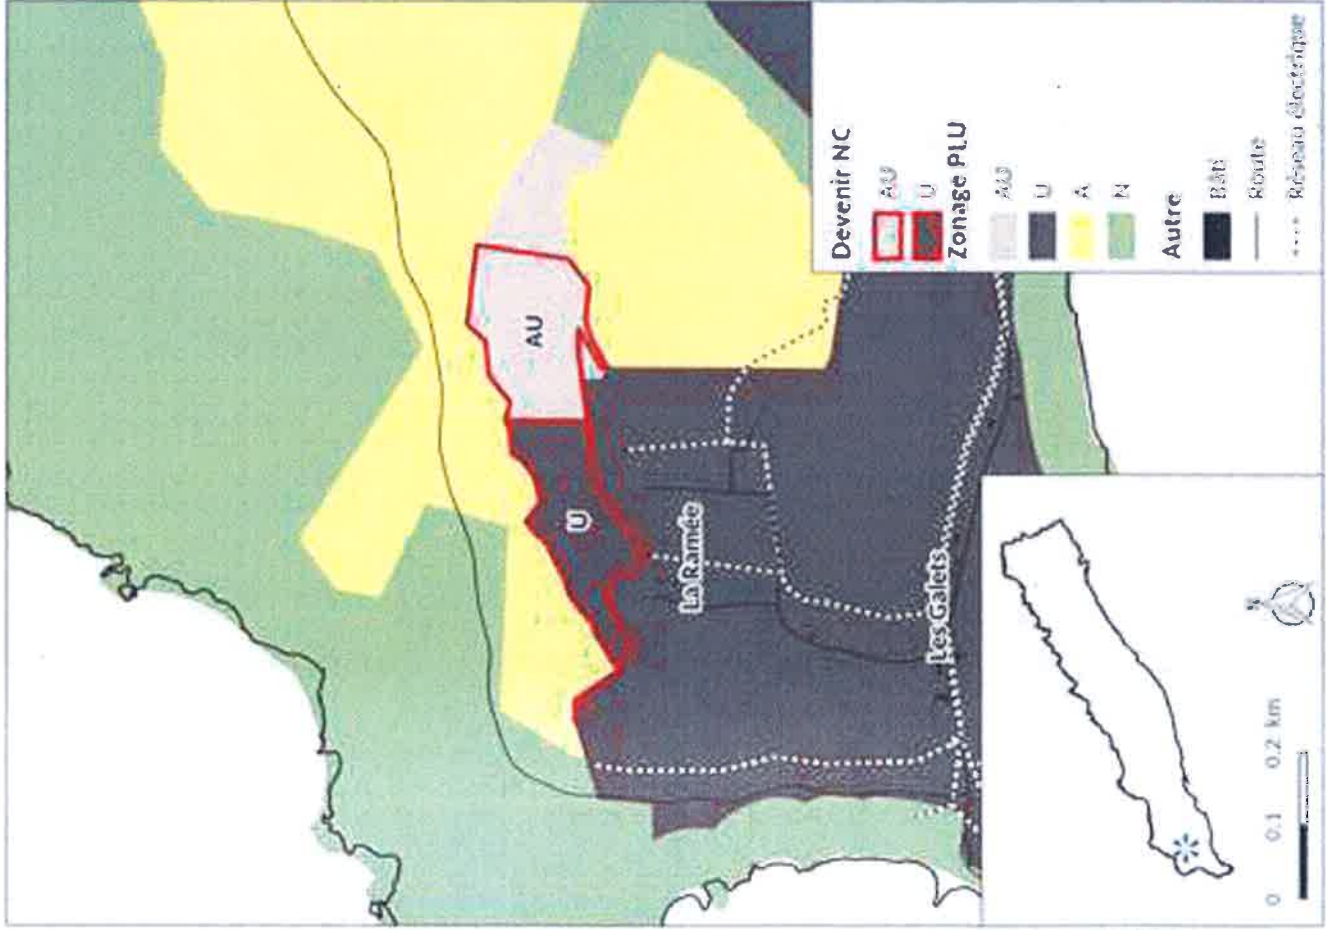 AU
U
La Ramée
Les Galets
Devenir NC
AU
U
Zonage PLU
AU
U
A
N
Autre
Bâti
Route
Réseau électrique
N
0 0.1 0.2 km